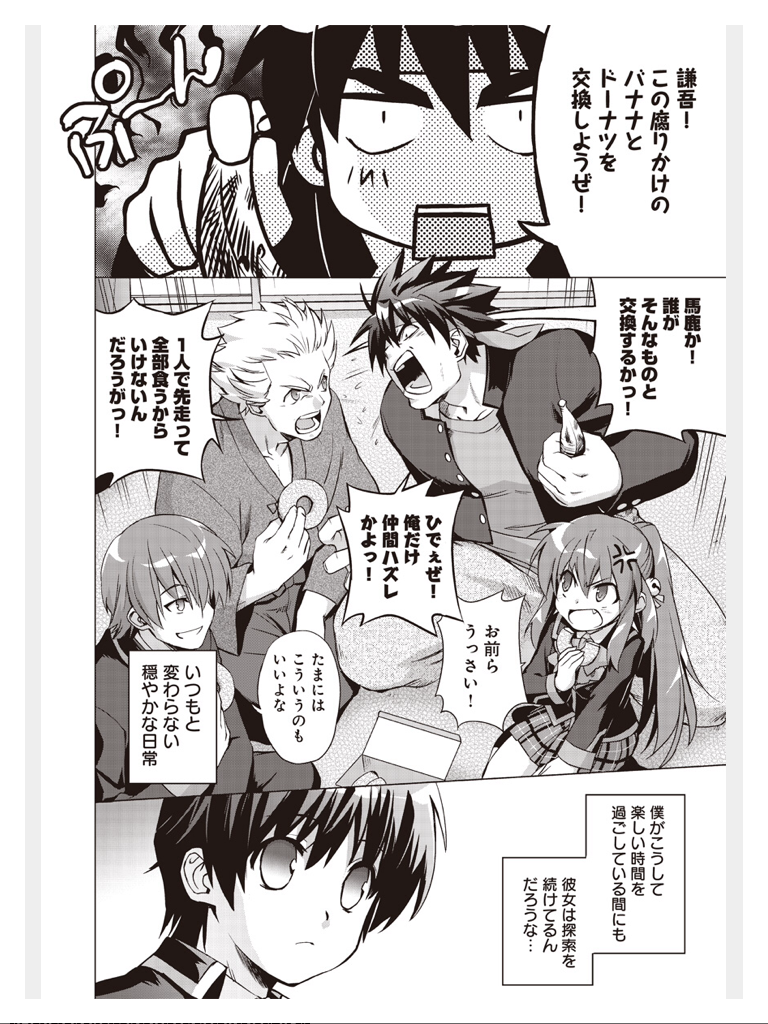 謙吾！
この腐りかけの
バナナと
ドーナツを
交換しようぜ！
ぷ〜ん
馬鹿か！
誰が
そんなものと
交換するかっ！
１人で先走って
全部食うから
いけないん
だろうがっ！
ひでぇぜ！
俺だけ
仲間ハズレ
かよっ！
お前ら
うっさい！
たまには
こういうのも
いいよな
いつもと
変わらない
穏やかな日常
僕がこうして
楽しい時間を
過ごしている間にも
彼女は探索を
続けてるん
だろうな…